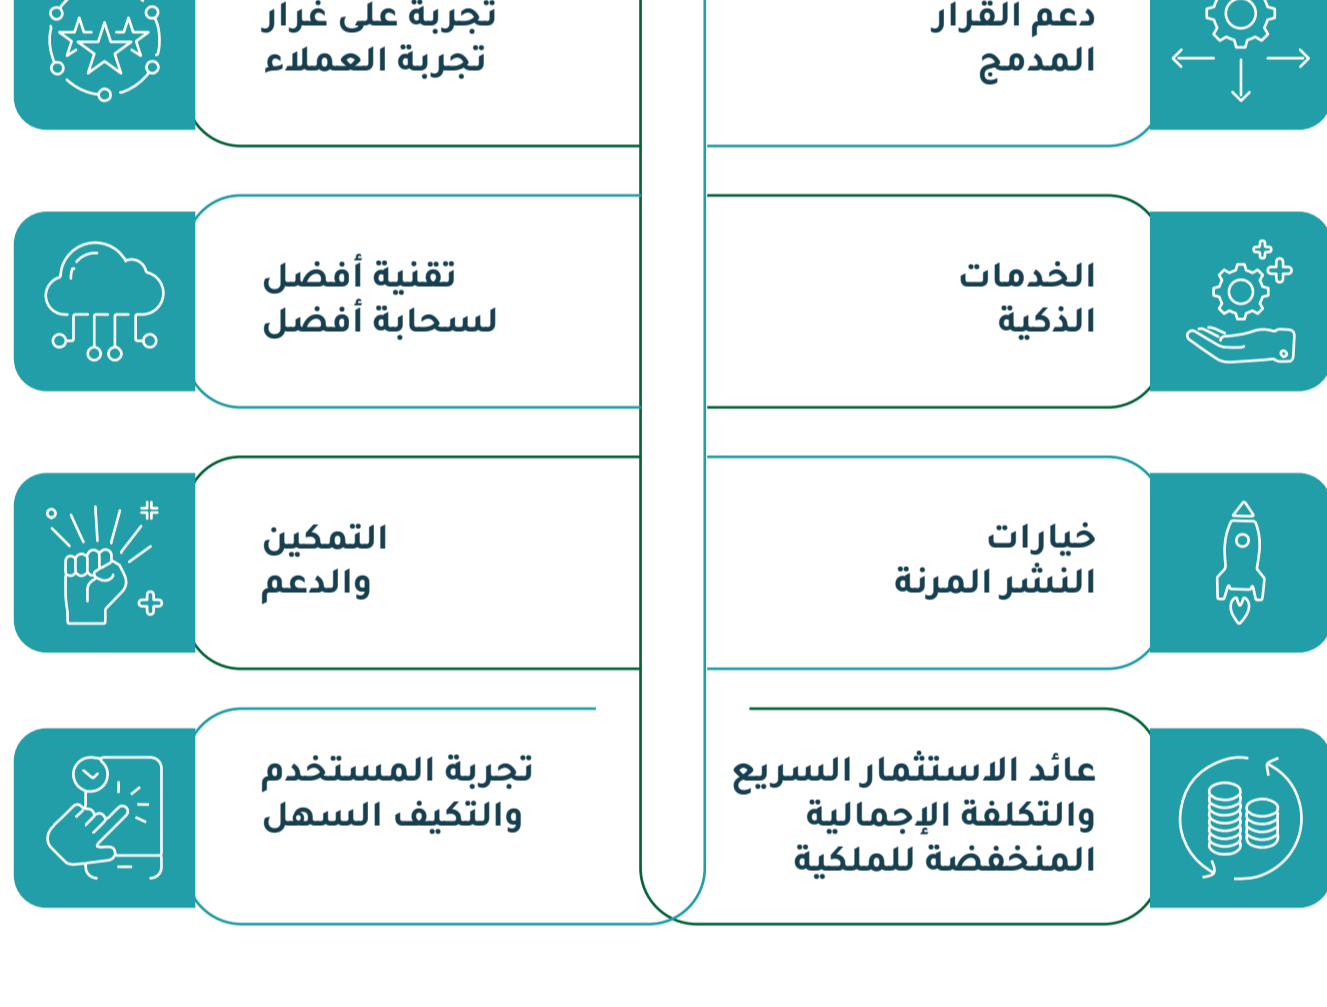 دعم القرار
المدمج
تجربة على غرار
تجربة العملاء
الخدمات
الذكية
تقنية أفضل
لسحابة أفضل
خيارات
النشر المرنة
التمكين
والدعم
عائد الاستثمار السريع
والتكلفة الإجمالية
المنخفضة للملكية
تجربة المستخدم
والتكيف السهل